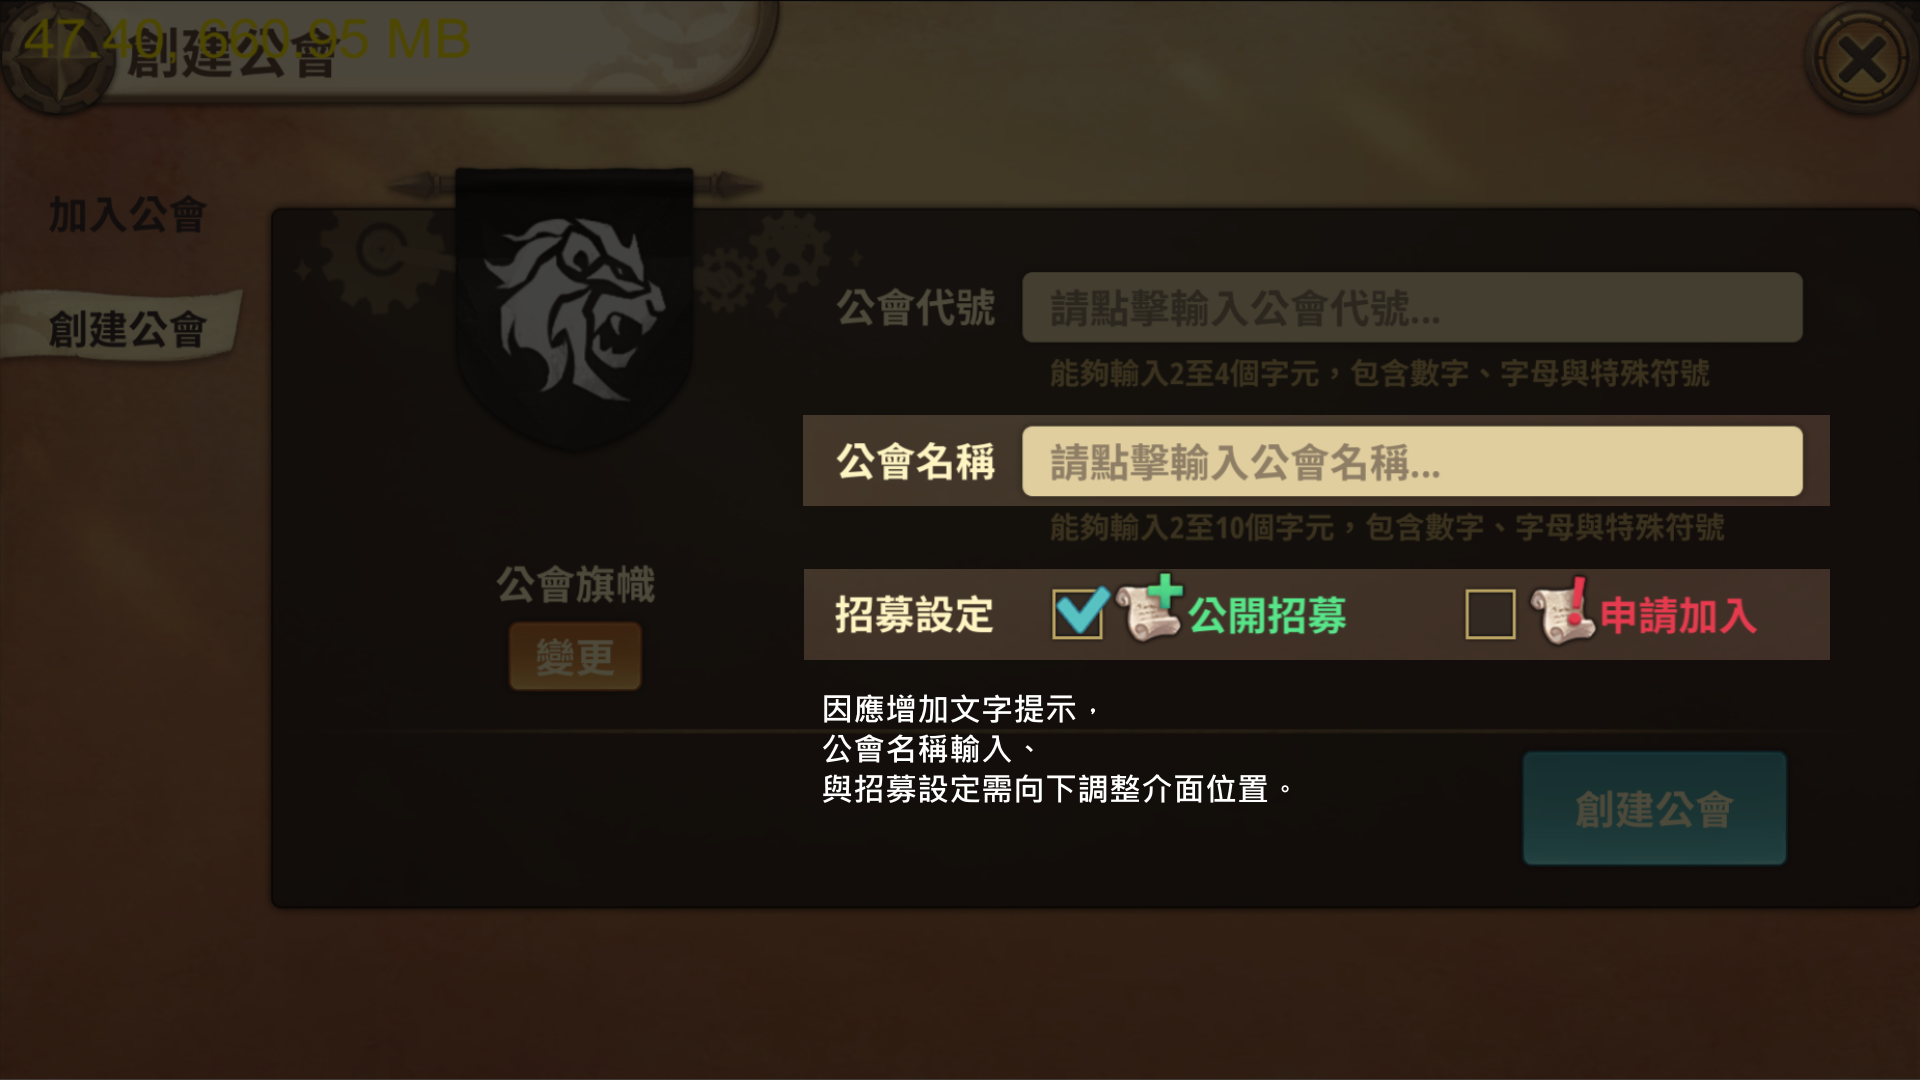 47.40, 660.95 MB
創建公會
加入公會
創建公會
公會代號
請點擊輸入公會代號...
能夠輸入2至4個字元，包含數字、字母與特殊符號
公會名稱
請點擊輸入公會名稱...
能夠輸入2至10個字元，包含數字、字母與特殊符號
公會旗幟
變更
招募設定
公開招募
申請加入
因應增加文字提示，
公會名稱輸入、
與招募設定需向下調整介面位置。
創建公會